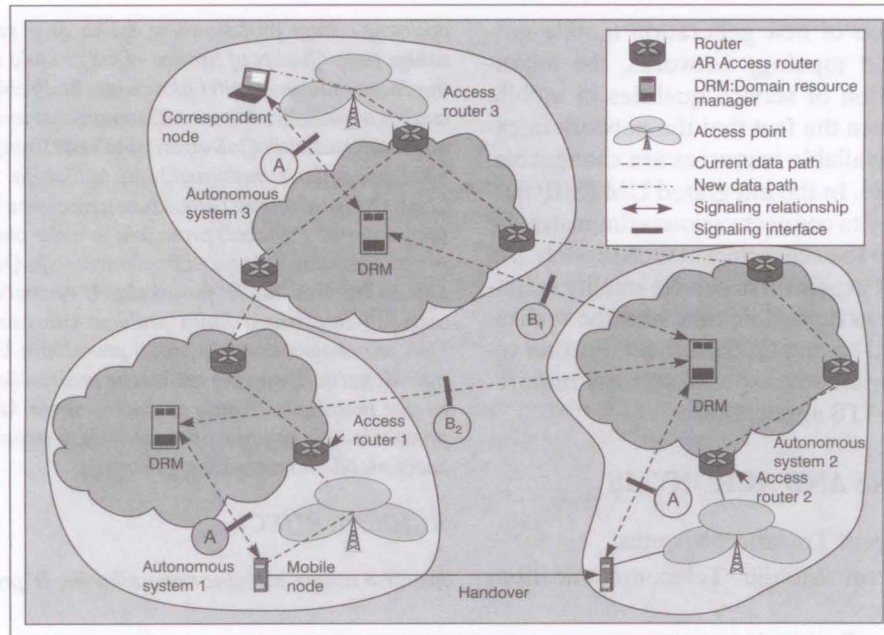 Router
AR Access router
DRM:Domain resource
manager
Access point
Current data path
New data path
Signaling relationship
Signaling interface
Correspondent
node
Access
router 3
A
Autonomous
system 3
DRM
B1
DRM
B2
Access
router 1
DRM
Autonomous
system 2
Access
router 2
A
A
Autonomous
system 1
Mobile
node
Handover